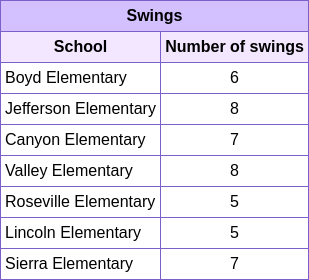 Swings
School Number of swings
Boyd Elementary 6
Jefferson Elementary 8
Canyon Elementary 7
Valley Elementary 8
Roseville Elementary 5
Lincoln Elementary 5
Sierra Elementary 7